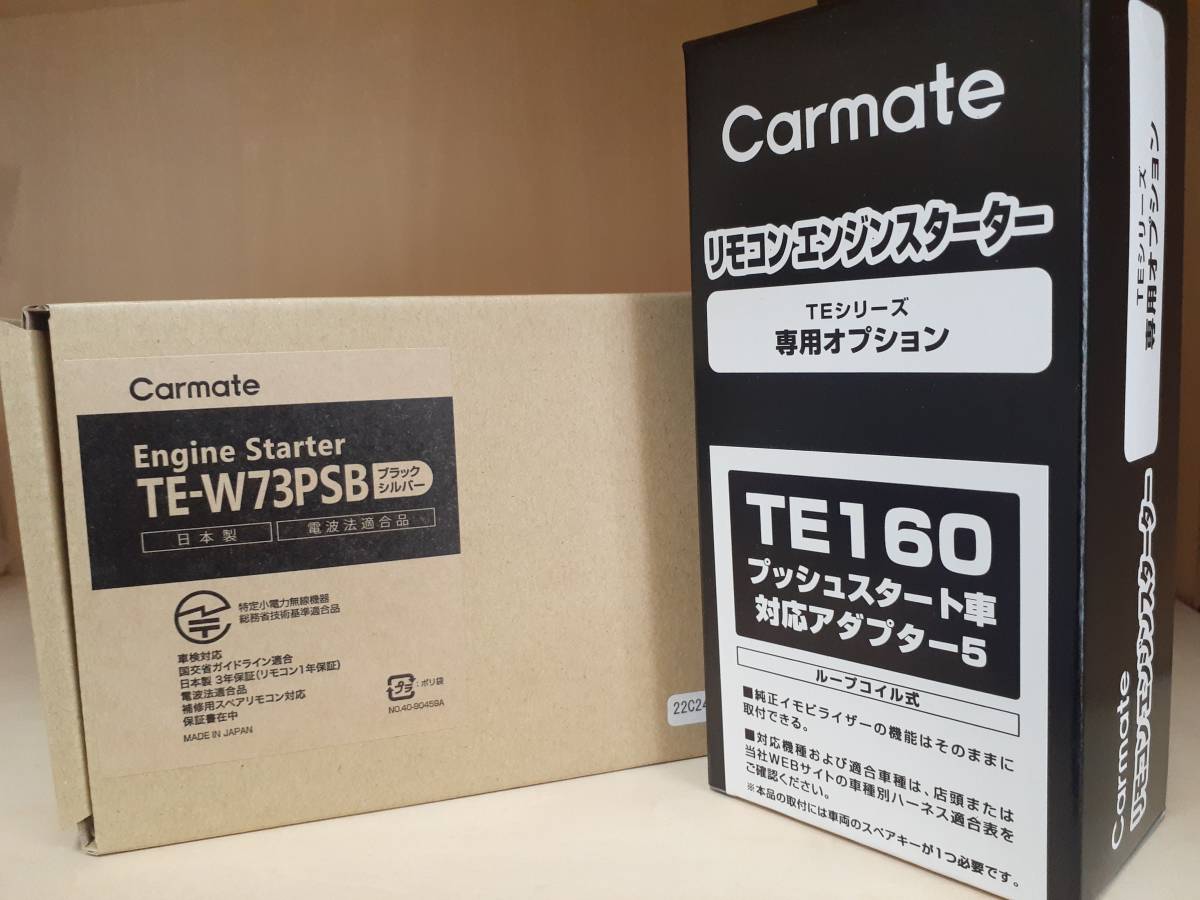 Carmate
Engine Starter
TE-W73PSB
ブラック
シルバー
日本製
電波法適合品
特定小電力無線機器
総務省技術基準適合品
車検対応
国交省ガイドライン適合
日本製 3年保証(リモコン1年保証)
電波法適合品
補修用スペアリモコン対応
保証書在中
MADE IN JAPAN
プラ
:ポリ袋
NO.40-90459A
22C24
Carmate
リモコン エンジンスターター
TEシリーズ
専用オプション
TE160
プッシュスタート車
対応アダプター5
ループコイル式
■純正イモビライザーの機能はそのままに
取付できる。
■対応機種および適合車種は、店頭または
当社WEBサイトの車種別ハーネス適合表を
ご確認ください。
※本品の取付には車両のスペアキーが1つ必要です。
TEシリーズ
専用オプション
Carmate
リモコン エンジンスターター